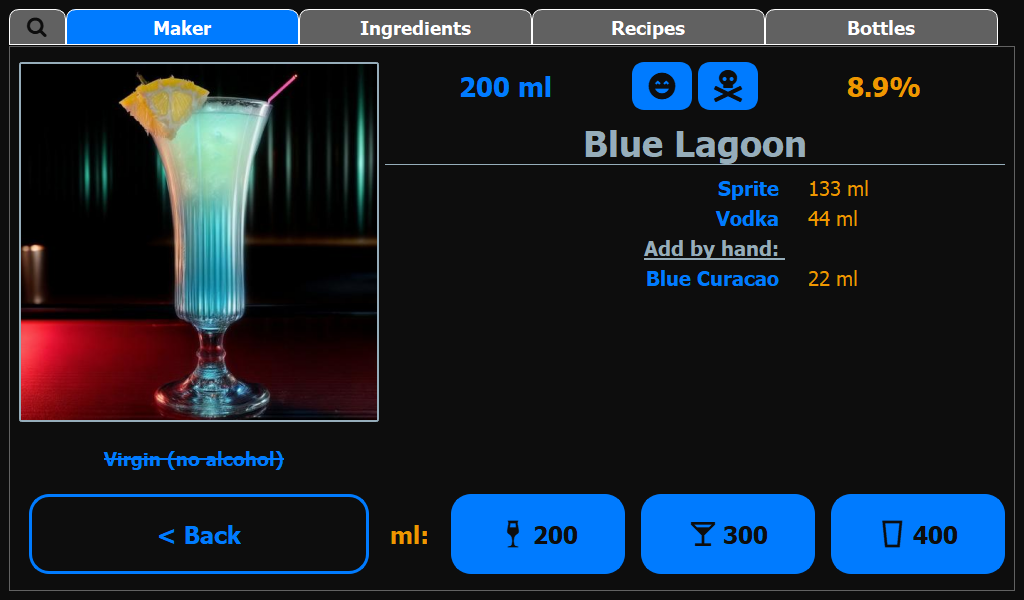 Maker
Ingredients
Recipes
Bottles
200 ml
8.9%
Blue Lagoon
Sprite 133 ml
Vodka 44 ml
Add by hand:
Blue Curacao 22 ml
Virgin (no alcohol)
< Back
ml:
200
300
400